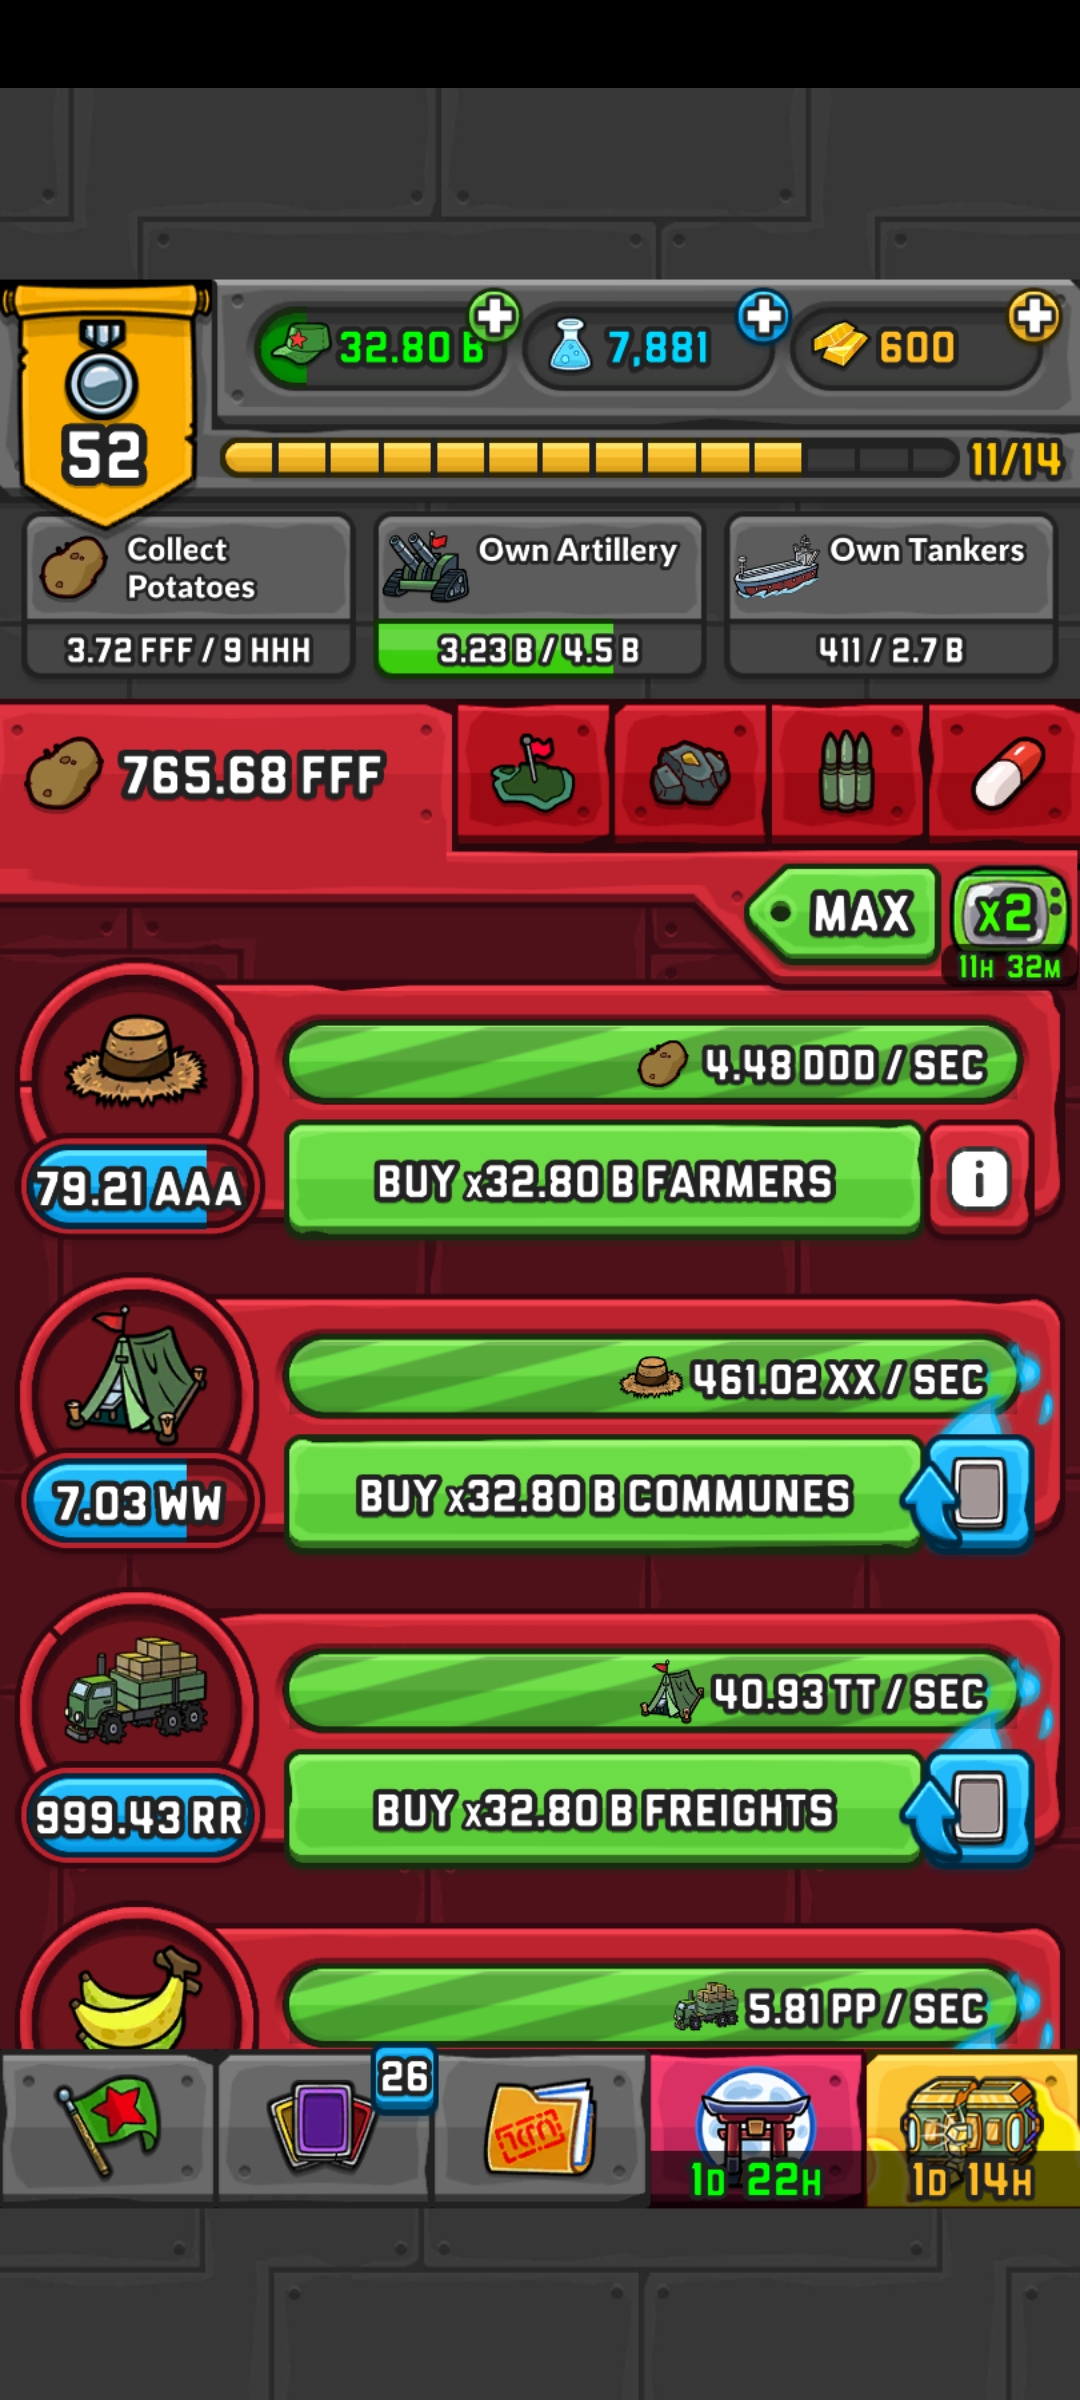 32.80 B
7,881
600
52
11/14
Collect
Potatoes
3.72 FFF / 9 HHH
Own Artillery
3.23 B / 4.5 B
Own Tankers
411 / 2.7 B
765.68 FFF
MAX
x2
11H 32M
4.48 DDD / SEC
79.21 AAA
BUY x32.80 B FARMERS
i
461.02 XX / SEC
7.03 WW
BUY x32.80 B COMMUNES
40.93 TT / SEC
999.43 RR
BUY x32.80 B FREIGHTS
5.81 PP / SEC
26
1D 22H
1D 14H